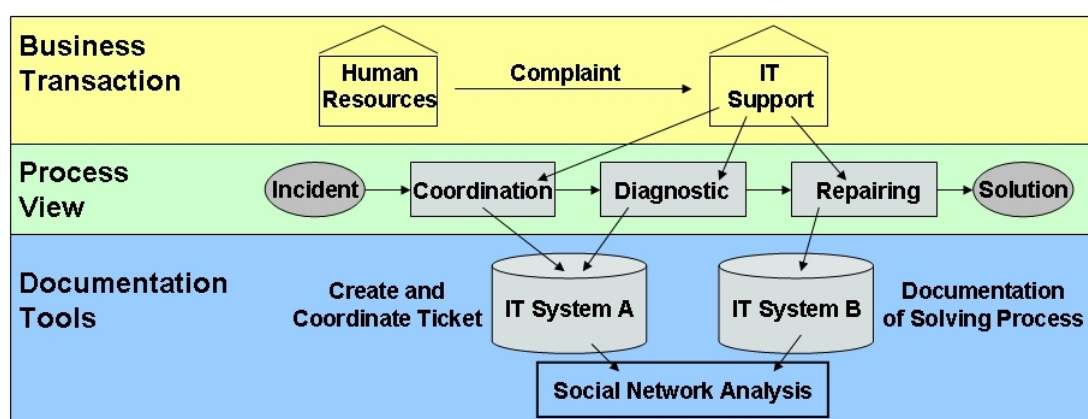 Business
Transaction
Human
Resources
Complaint
IT
Support
Process
View
Incident
Coordination
Diagnostic
Repairing
Solution
Documentation
Tools
Create and
Coordinate Ticket
IT System A
IT System B
Documentation
of Solving Process
Social Network Analysis